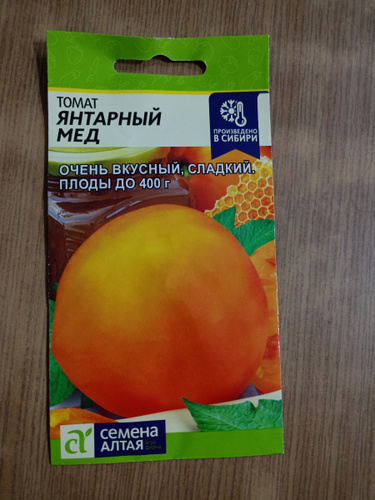 ТОМАТ
ЯНТАРНЫЙ
МЕД
ПРОИЗВЕДЕНО
В СИБИРИ
ОЧЕНЬ ВКУСНЫЙ, СЛАДКИЙ.
ПЛОДЫ ДО 400 г
семена
АЛТАЯ